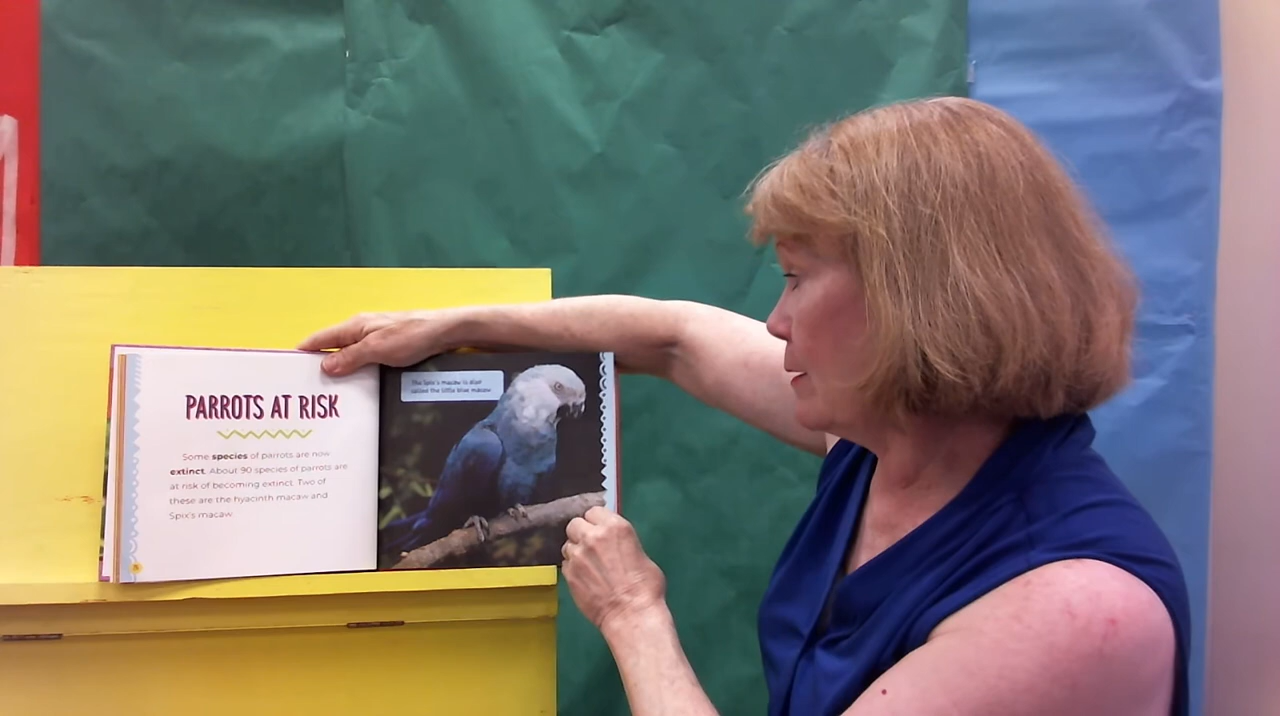 PARROTS AT RISK
Some species of parrots are now
extinct. About 90 species of parrots are
at risk of becoming extinct. Two of
these are the hyacinth macaw and
Spix's macaw.
The Spix's macaw is also
called the little blue macaw.